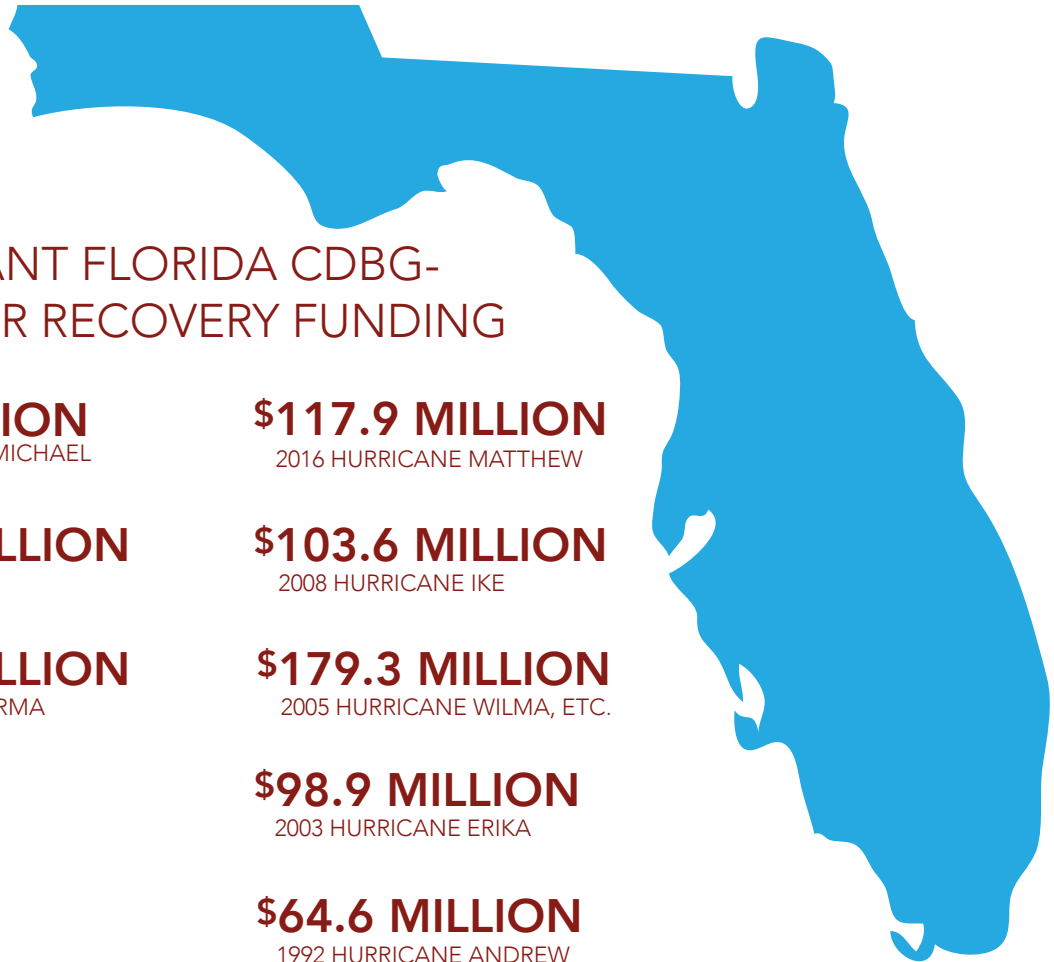 ANT FLORIDA CDBG-
R RECOVERY FUNDING
ION
MICHAEL
LLION
LLION
RMA
$117.9 MILLION
2016 HURRICANE MATTHEW
$103.6 MILLION
2008 HURRICANE IKE
$179.3 MILLION
2005 HURRICANE WILMA, ETC.
$98.9 MILLION
2003 HURRICANE ERIKA
$64.6 MILLION
1992 HURRICANE ANDREW